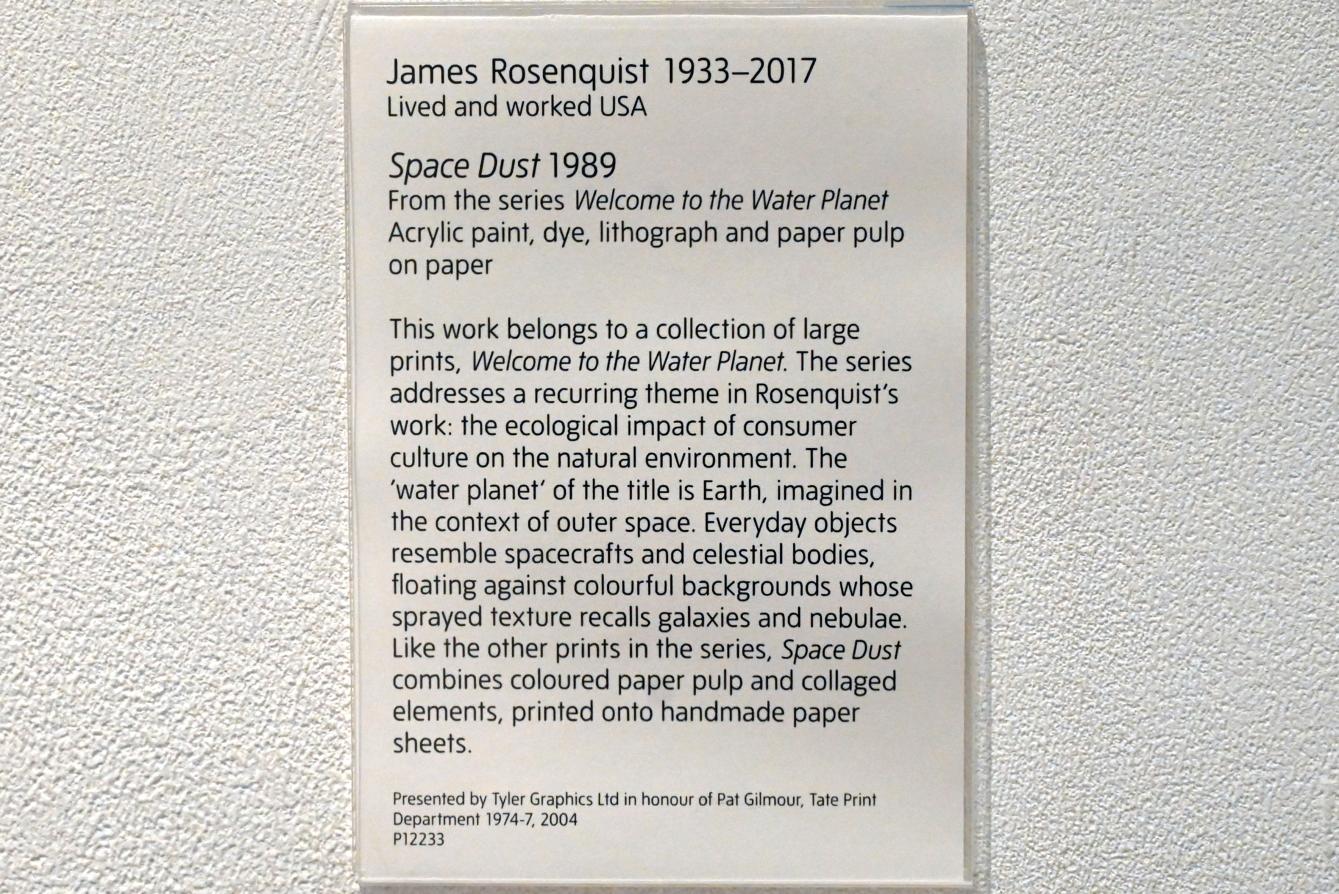 James Rosenquist 1933–2017
Lived and worked USA
Space Dust 1989
From the series Welcome to the Water Planet
Acrylic paint, dye, lithograph and paper pulp
on paper
This work belongs to a collection of large
prints, Welcome to the Water Planet. The series
addresses a recurring theme in Rosenquist's
work: the ecological impact of consumer
culture on the natural environment. The
'water planet' of the title is Earth, imagined in
the context of outer space. Everyday objects
resemble spacecrafts and celestial bodies,
floating against colourful backgrounds whose
sprayed texture recalls galaxies and nebulae.
Like the other prints in the series, Space Dust
combines coloured paper pulp and collaged
elements, printed onto handmade paper
sheets.
Presented by Tyler Graphics Ltd in honour of Pat Gilmour, Tate Print
Department 1974-7, 2004
P12233